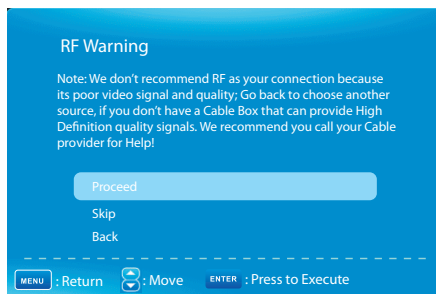 RF Warning
Note: We don't recommend RF as your connection because
its poor video signal and quality; Go back to choose another
source, if you don't have a Cable Box that can provide High
Definition quality signals. We recommend you call your Cable
provider for Help!
Proceed
Skip
Back
MENU : Return : Move ENTER : Press to Execute